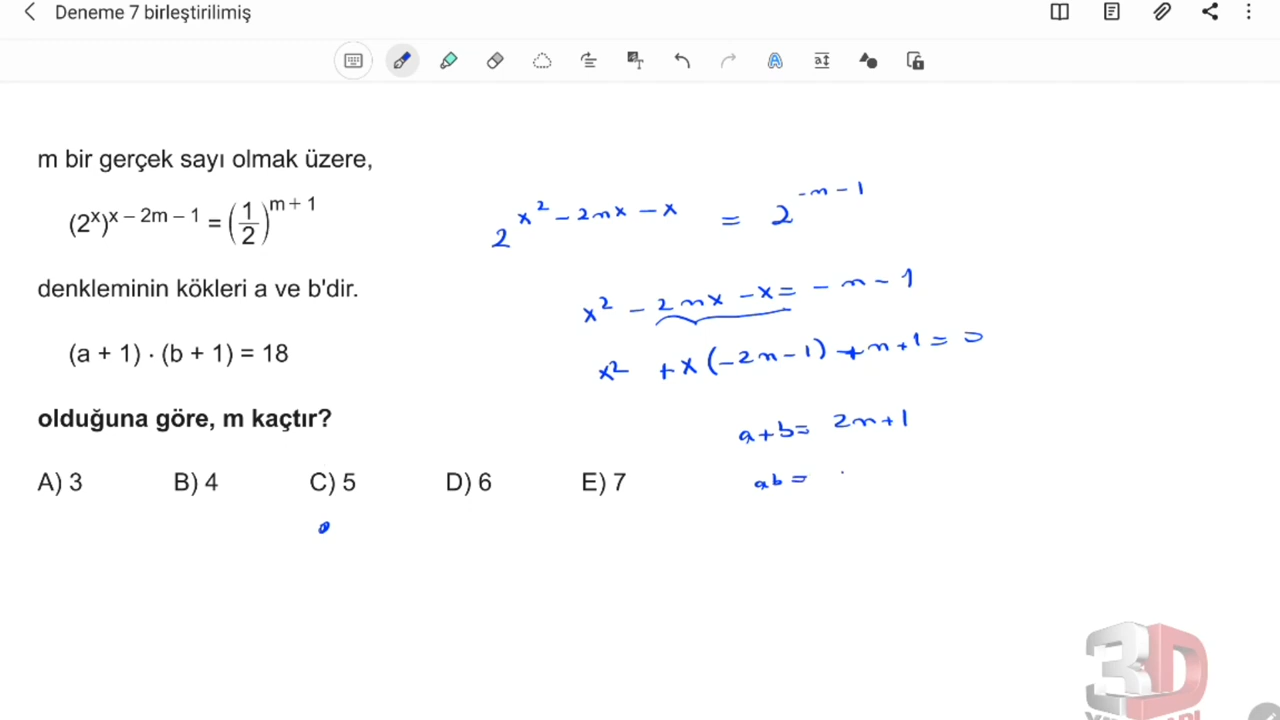 Deneme 7 birleştirilimiş
m bir gerçek sayı olmak üzere,
(2^x)^(x – 2m – 1) = (1/2)^(m + 1)
denkleminin kökleri a ve b'dir.
(a + 1) · (b + 1) = 18
olduğuna göre, m kaçtır?
A) 3 B) 4 C) 5 D) 6 E) 7
2^(x² – 2mx – x) = 2^(-m – 1)
x² – 2mx – x = – m – 1
x² + x (–2m – 1) + m + 1 = 0
a + b = 2m + 1
ab =
3D